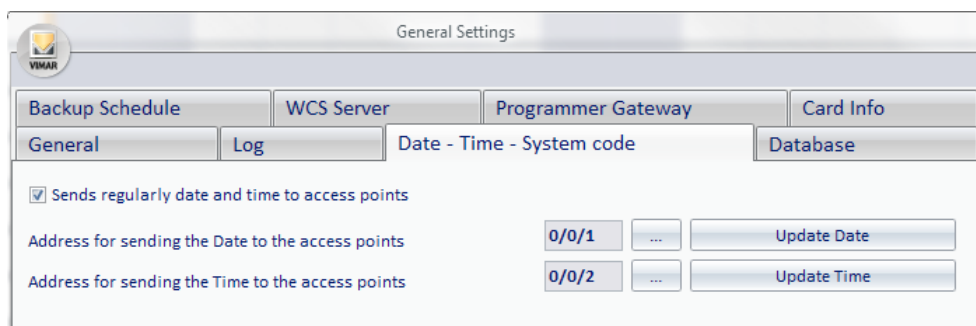 General Settings
VIMAR
Backup Schedule WCS Server Programmer Gateway Card Info
General Log Date - Time - System code Database
Sends regularly date and time to access points
Address for sending the Date to the access points 0/0/1 ... Update Date
Address for sending the Time to the access points 0/0/2 ... Update Time